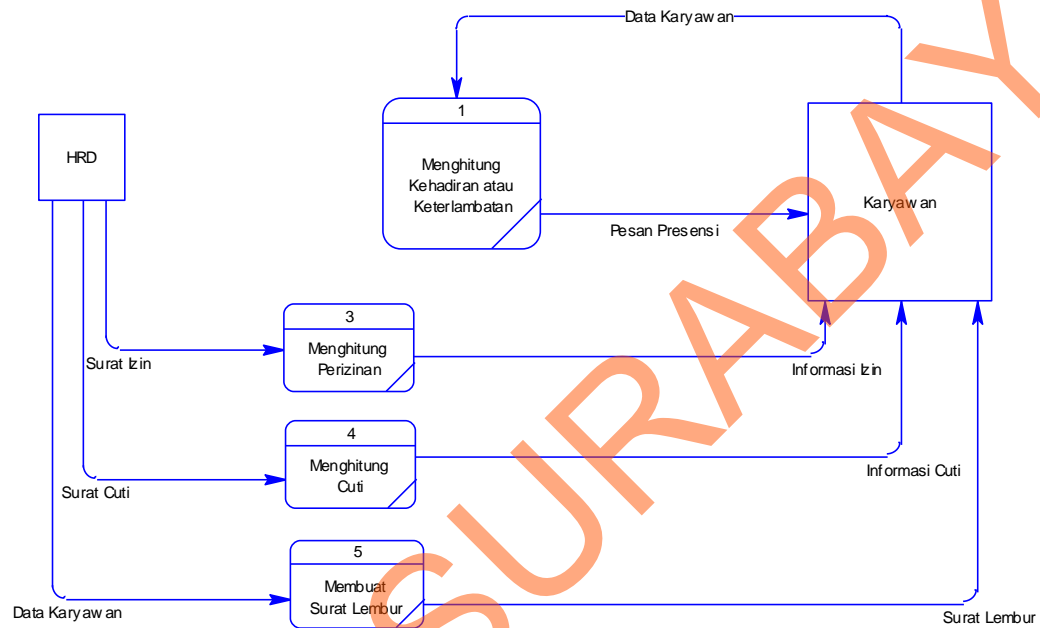 Data Karyawan
1
Menghitung
Kehadiran atau
Keterlambatan
HRD
Karyawan
Pesan Presensi
3
Menghitung
Perizinan
Surat Izin
Informasi Izin
4
Menghitung
Cuti
Surat Cuti
Informasi Cuti
5
Membuat
Surat Lembur
Data Karyawan
Surat Lembur
SURABAY